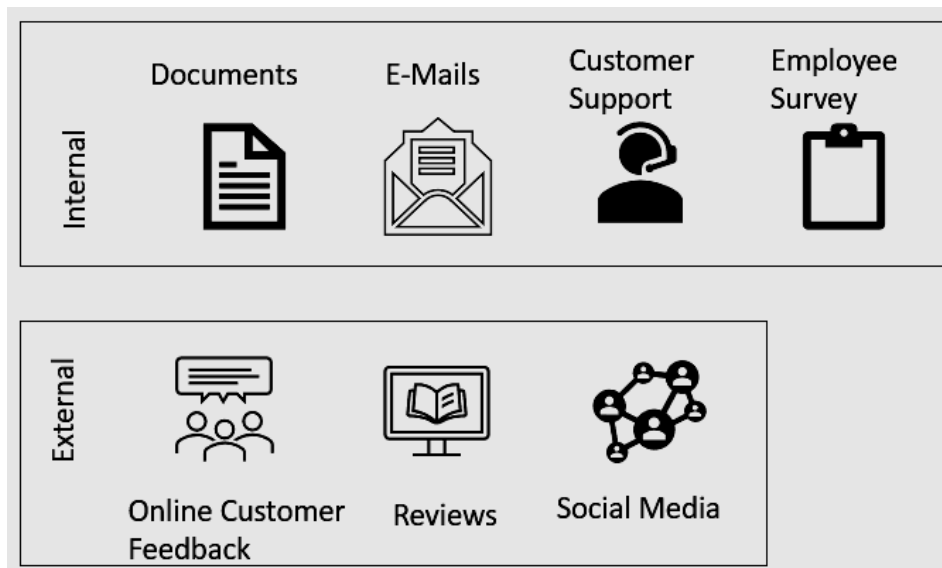 Internal
Documents
E-Mails
Customer
Support
Employee
Survey
External
Online Customer
Feedback
Reviews
Social Media